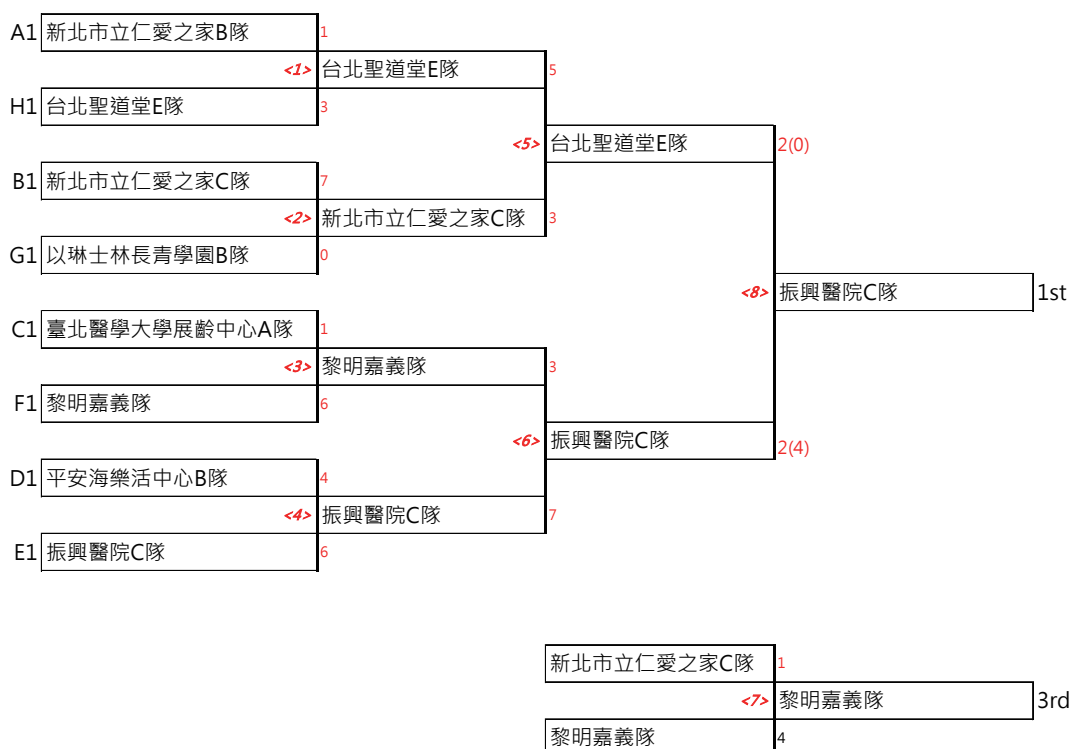 A1 新北市立仁愛之家B隊 1
<1> 台北聖道堂E隊 5
H1 台北聖道堂E隊 3
<5> 台北聖道堂E隊 2(0)
B1 新北市立仁愛之家C隊 7
<2> 新北市立仁愛之家C隊 3
G1 以琳士林長青學園B隊 0
<8> 振興醫院C隊 1st
C1 臺北醫學大學展齡中心A隊 1
<3> 黎明嘉義隊 3
F1 黎明嘉義隊 6
<6> 振興醫院C隊 2(4)
D1 平安海樂活中心B隊 4
<4> 振興醫院C隊 7
E1 振興醫院C隊 6
新北市立仁愛之家C隊 1
<7> 黎明嘉義隊 3rd
黎明嘉義隊 4